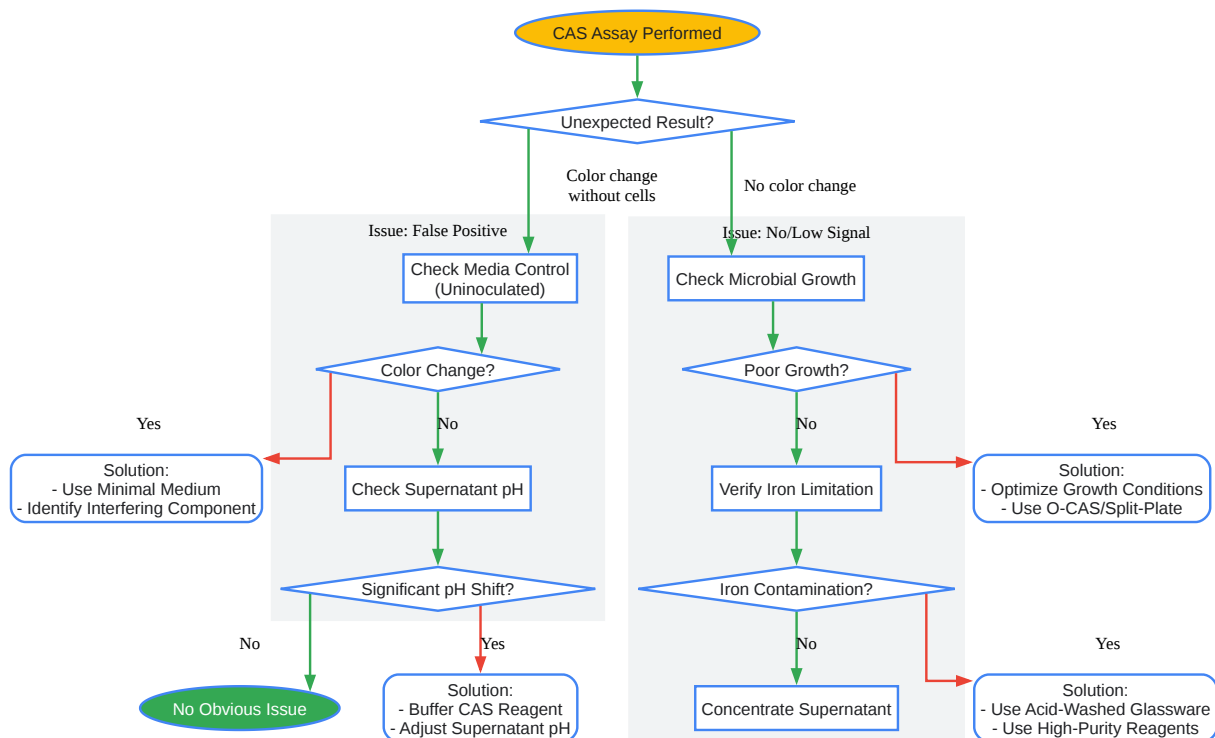 CAS Assay Performed
Unexpected Result?
Color change
without cells
No color change
Issue: False Positive
Issue: No/Low Signal
Check Media Control
(Uninoculated)
Check Microbial Growth
Color Change?
Poor Growth?
Yes
No
No
Yes
Solution:
- Use Minimal Medium
- Identify Interfering Component
Check Supernatant pH
Verify Iron Limitation
Solution:
- Optimize Growth Conditions
- Use O-CAS/Split-Plate
Significant pH Shift?
Iron Contamination?
No
Yes
No
Yes
No Obvious Issue
Solution:
- Buffer CAS Reagent
- Adjust Supernatant pH
Concentrate Supernatant
Solution:
- Use Acid-Washed Glassware
- Use High-Purity Reagents